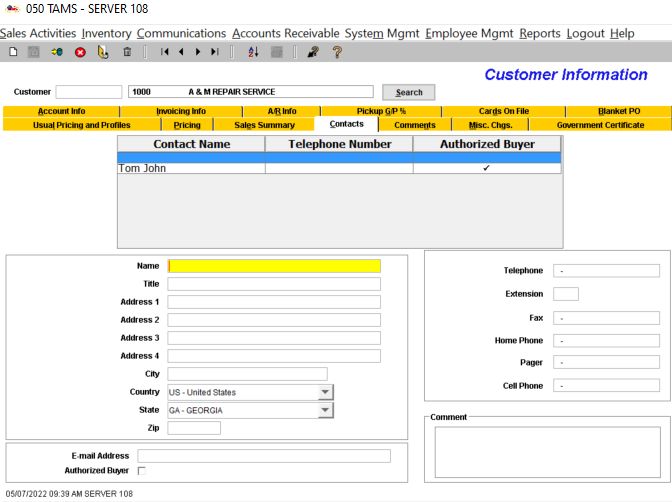 050 TAMS - SERVER 108
Sales Activities Inventory Communications Accounts Receivable System Mgmt Employee Mgmt Reports Logout Help
Customer Information
Customer 1000 A & M REPAIR SERVICE Search
Account Info Invoicing Info A/R Info Pickup G/P % Cards On File Blanket PO
Usual Pricing and Profiles Pricing Sales Summary Contacts Comments Misc. Chgs. Government Certificate
Contact Name Telephone Number Authorized Buyer
Tom John ✓
Name
Title
Address 1
Address 2
Address 3
Address 4
City
Country US - United States
State GA - GEORGIA
Zip
E-mail Address
Authorized Buyer
Telephone -
Extension
Fax -
Home Phone -
Pager -
Cell Phone -
Comment
05/07/2022 09:39 AM SERVER 108